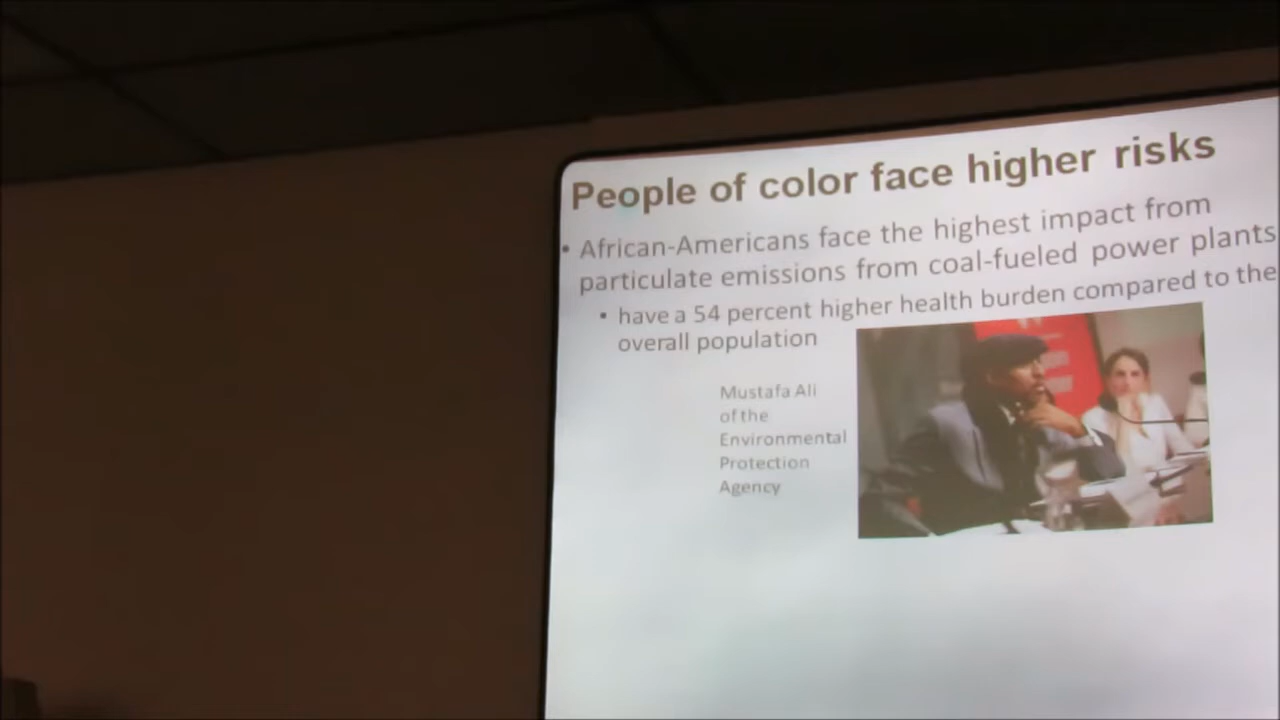 People of color face higher risks
• African-Americans face the highest impact from
particulate emissions from coal-fueled power plants
• have a 54 percent higher health burden compared to the
overall population
Mustafa Ali
of the
Environmental
Protection
Agency